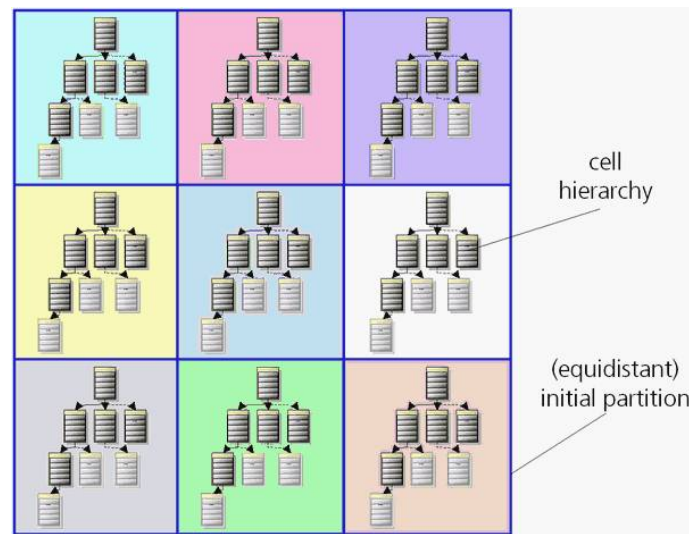 cell
hierarchy
(equidistant)
initial partition